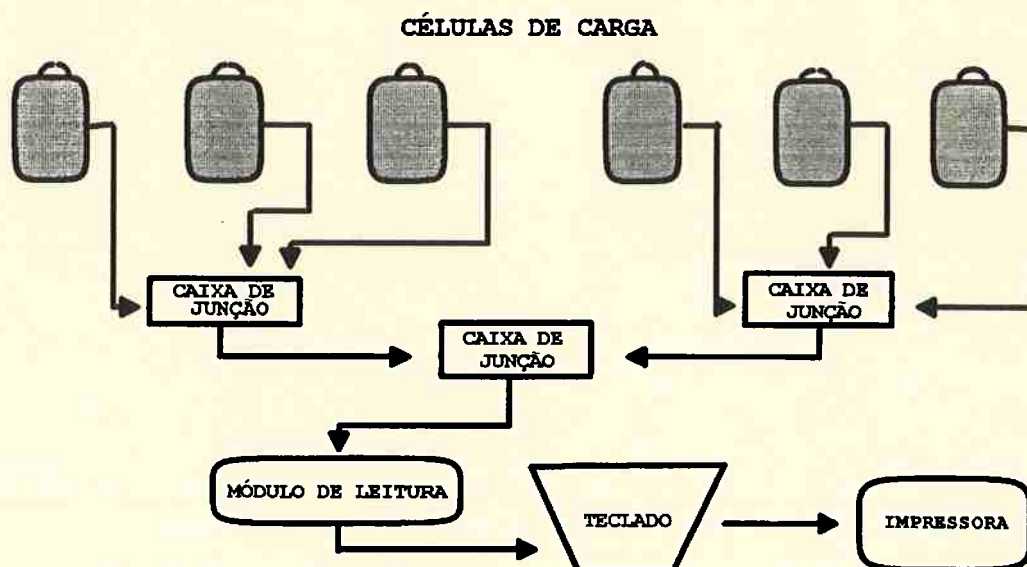 CÉLULAS DE CARGA
CAIXA DE
JUNÇÃO
CAIXA DE
JUNÇÃO
CAIXA DE
JUNÇÃO
MÓDULO DE LEITURA
TECLADO
IMPRESSORA